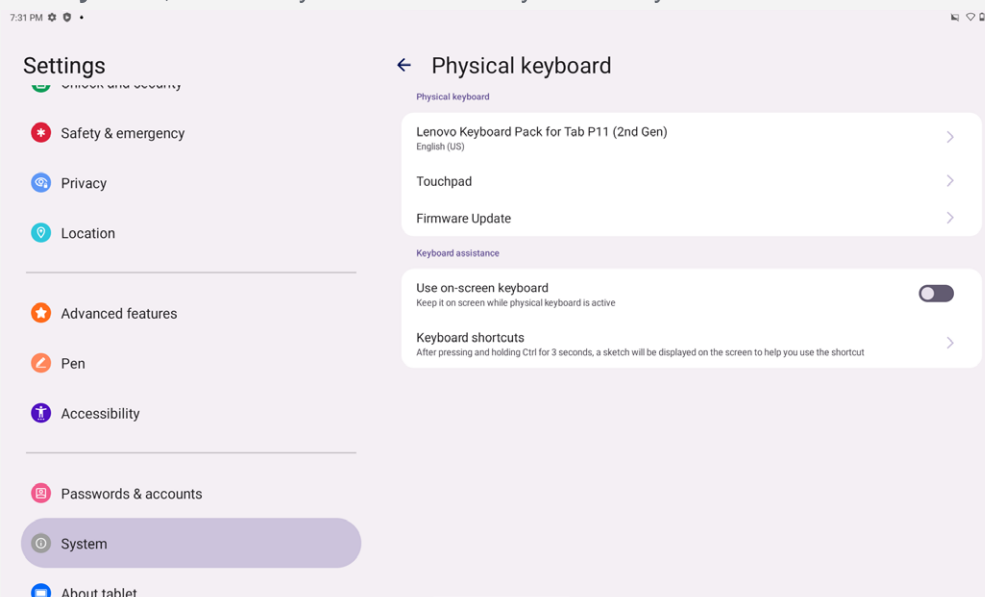 7:31 PM
Settings
Unlock and security
Safety & emergency
Privacy
Location
Advanced features
Pen
Accessibility
Passwords & accounts
System
About tablet
Physical keyboard
Physical keyboard
Lenovo Keyboard Pack for Tab P11 (2nd Gen)
English (US)
Touchpad
Firmware Update
Keyboard assistance
Use on-screen keyboard
Keep it on screen while physical keyboard is active
Keyboard shortcuts
After pressing and holding Ctrl for 3 seconds, a sketch will be displayed on the screen to help you use the shortcut